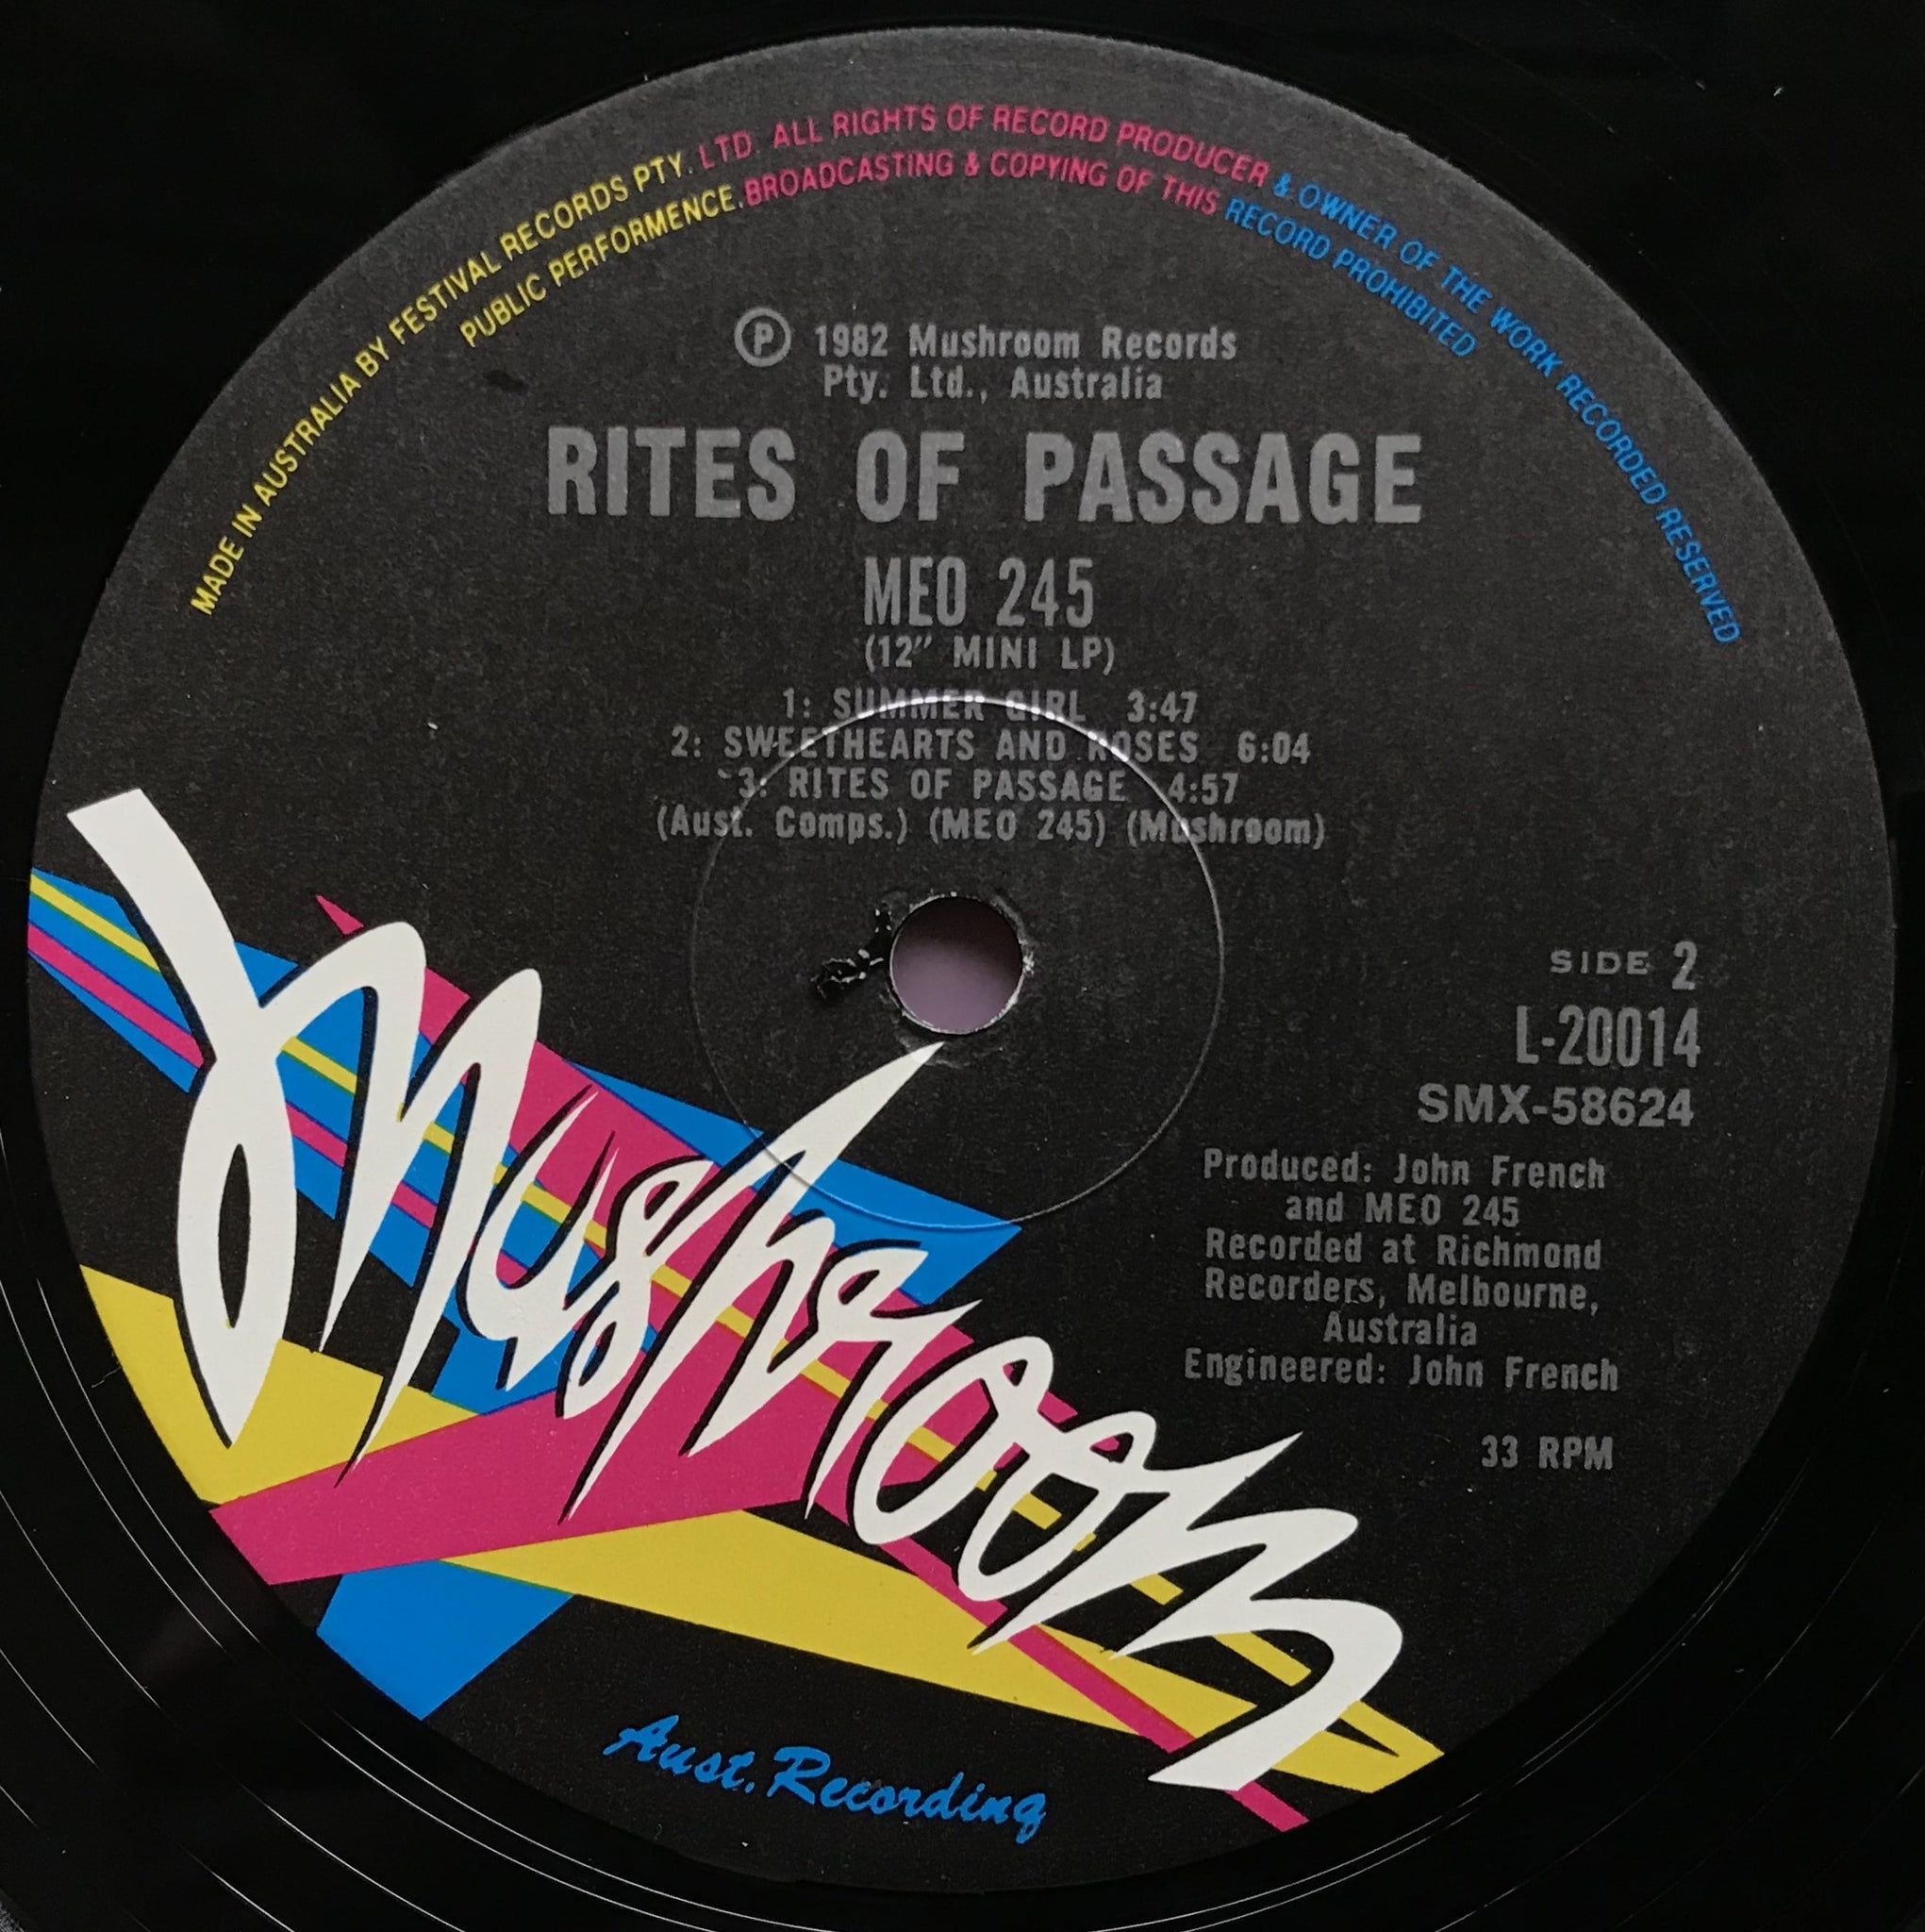 MADE IN AUSTRALIA BY FESTIVAL RECORDS PTY. LTD. ALL RIGHTS OF RECORD PRODUCER & OWNER OF THE WORK RECORDED RESERVED
PUBLIC PERFORMENCE. BROADCASTING & COPYING OF THIS RECORD PROHIBITED
Ⓟ 1982 Mushroom Records
Pty. Ltd., Australia
RITES OF PASSAGE
MEO 245
(12" MINI LP)
1: SUMMER GIRL 3:47
2: SWEETHEARTS AND ROSES 6:04
3: RITES OF PASSAGE 4:57
(Aust. Comps.) (MEO 245) (Mushroom)
SIDE 2
L-20014
SMX-58624
Produced: John French
and MEO 245
Recorded at Richmond
Recorders, Melbourne,
Australia
Engineered: John French
33 RPM
Mushroom
Aust. Recording